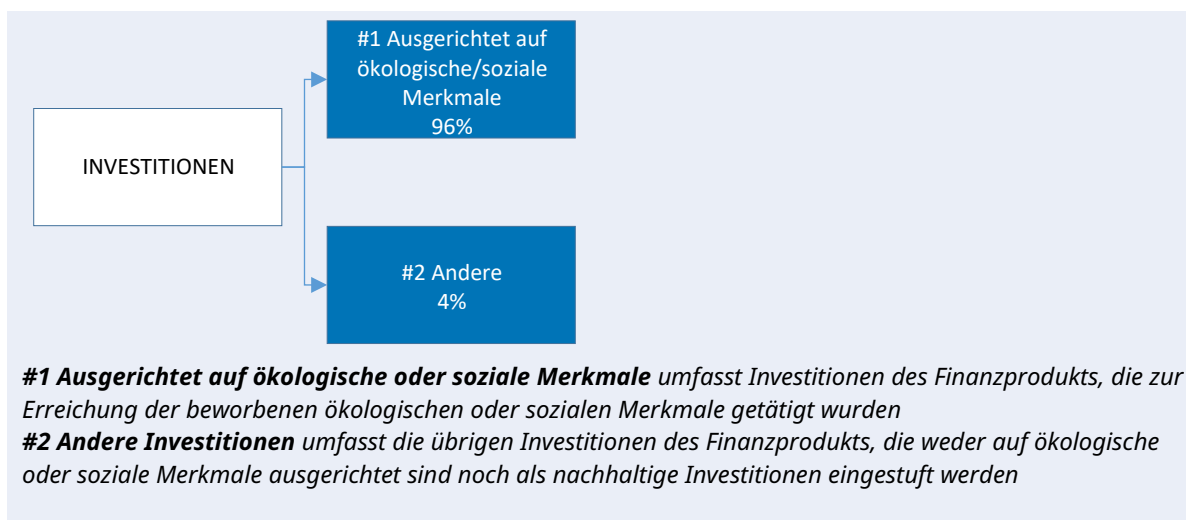 #1 Ausgerichtet auf
ökologische/soziale
Merkmale
96%
INVESTITIONEN
#2 Andere
4%
#1 Ausgerichtet auf ökologische oder soziale Merkmale umfasst Investitionen des Finanzprodukts, die zur
Erreichung der beworbenen ökologischen oder sozialen Merkmale getätigt wurden
#2 Andere Investitionen umfasst die übrigen Investitionen des Finanzprodukts, die weder auf ökologische
oder soziale Merkmale ausgerichtet sind noch als nachhaltige Investitionen eingestuft werden